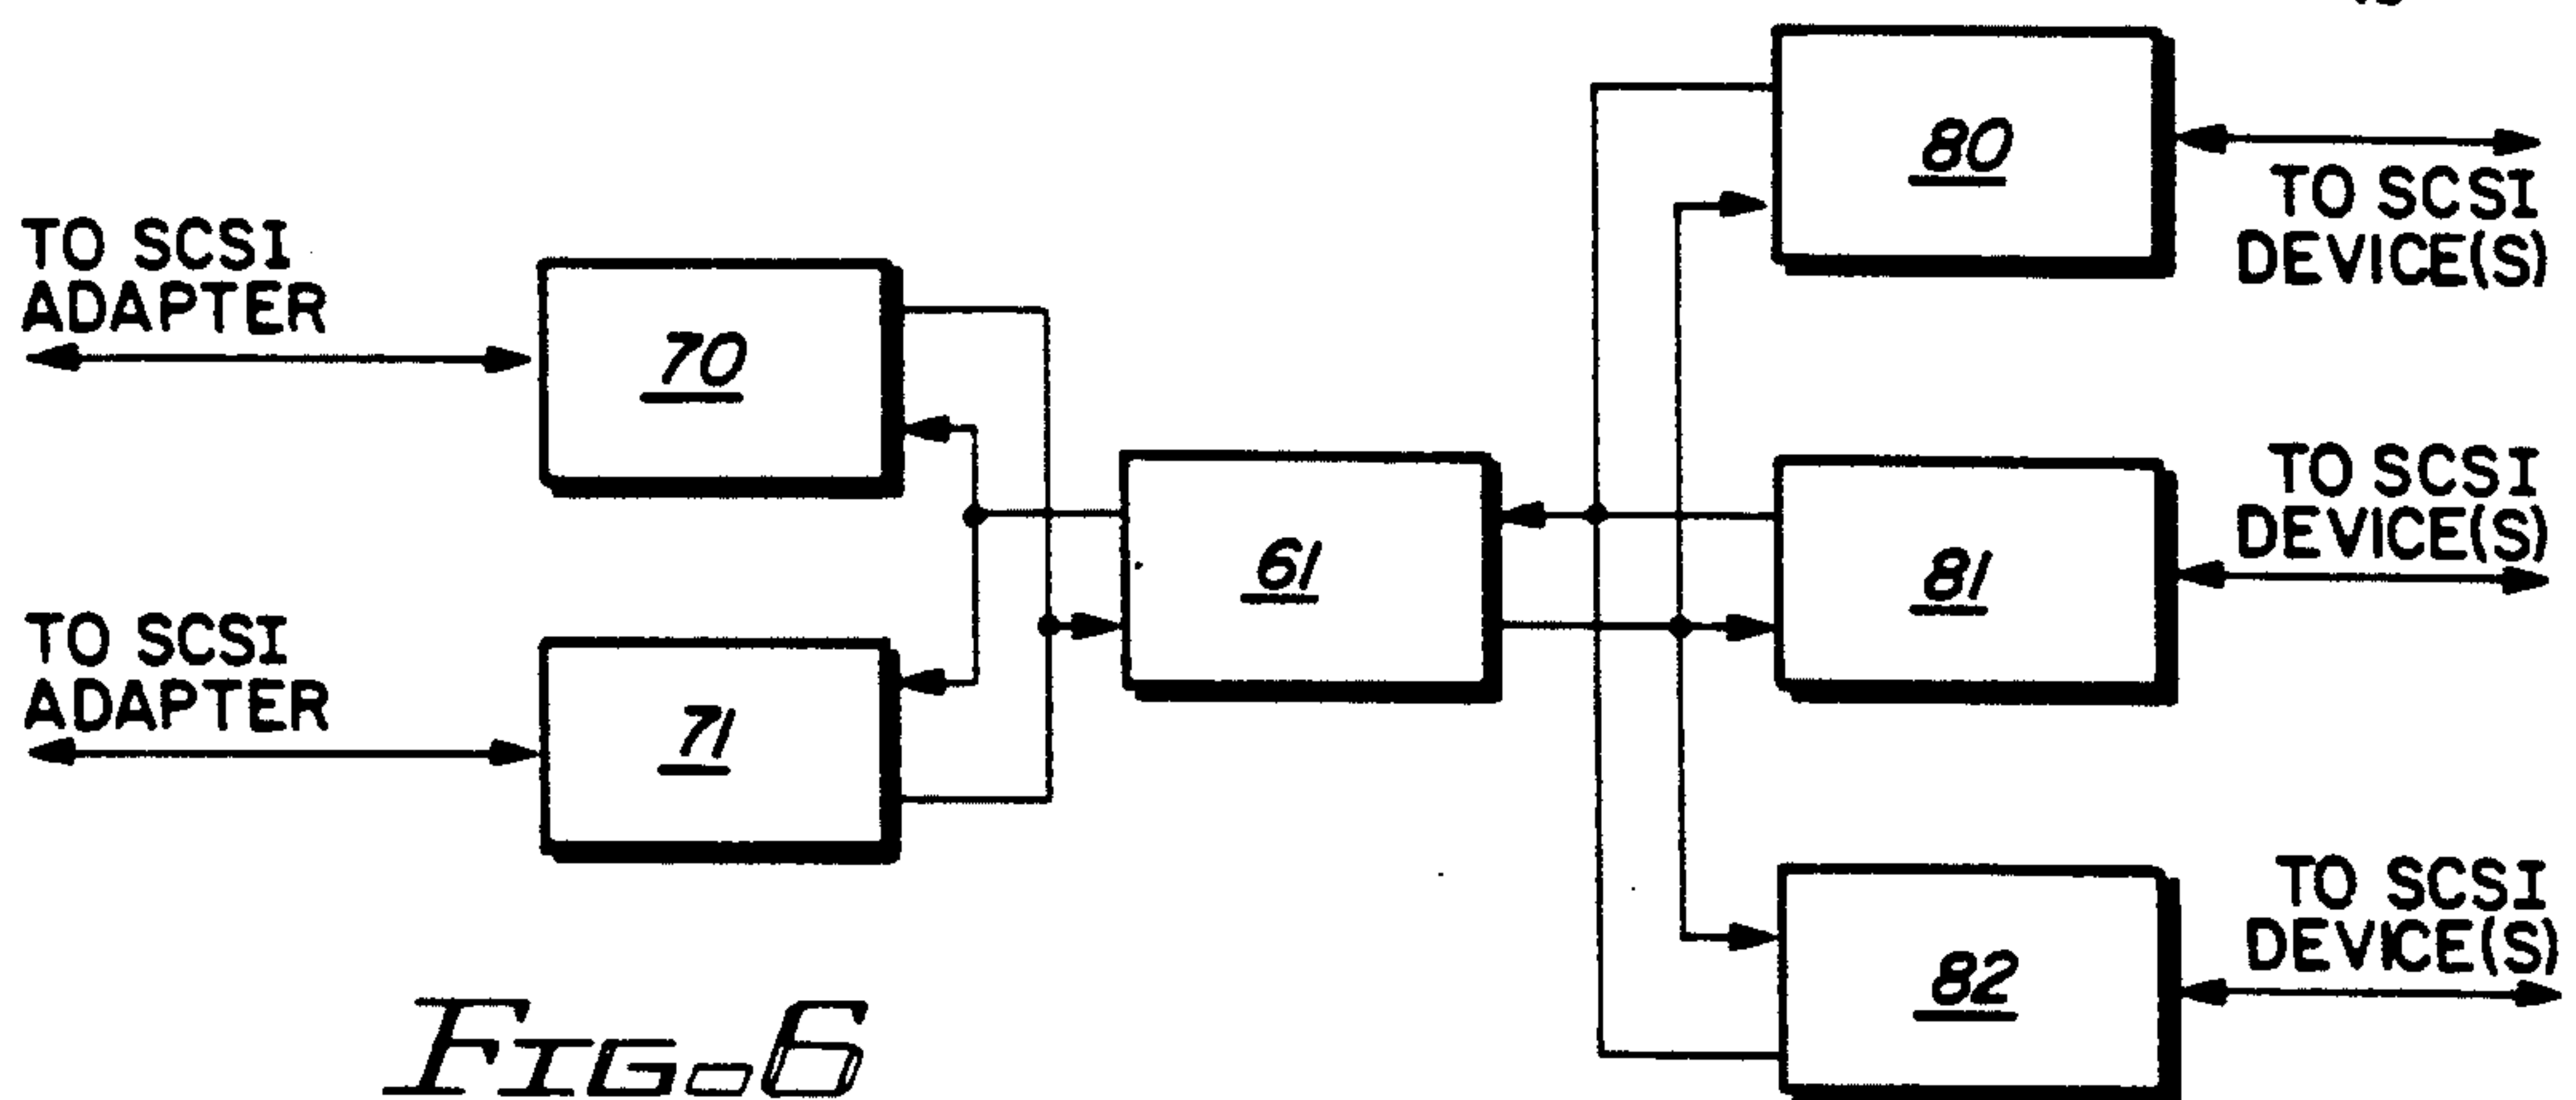 80
TO SCSI
DEVICE(S)
TO SCSI
ADAPTER
70
TO SCSI
DEVICE(S)
61
81
TO SCSI
ADAPTER
71
TO SCSI
DEVICE(S)
82
FIG-6